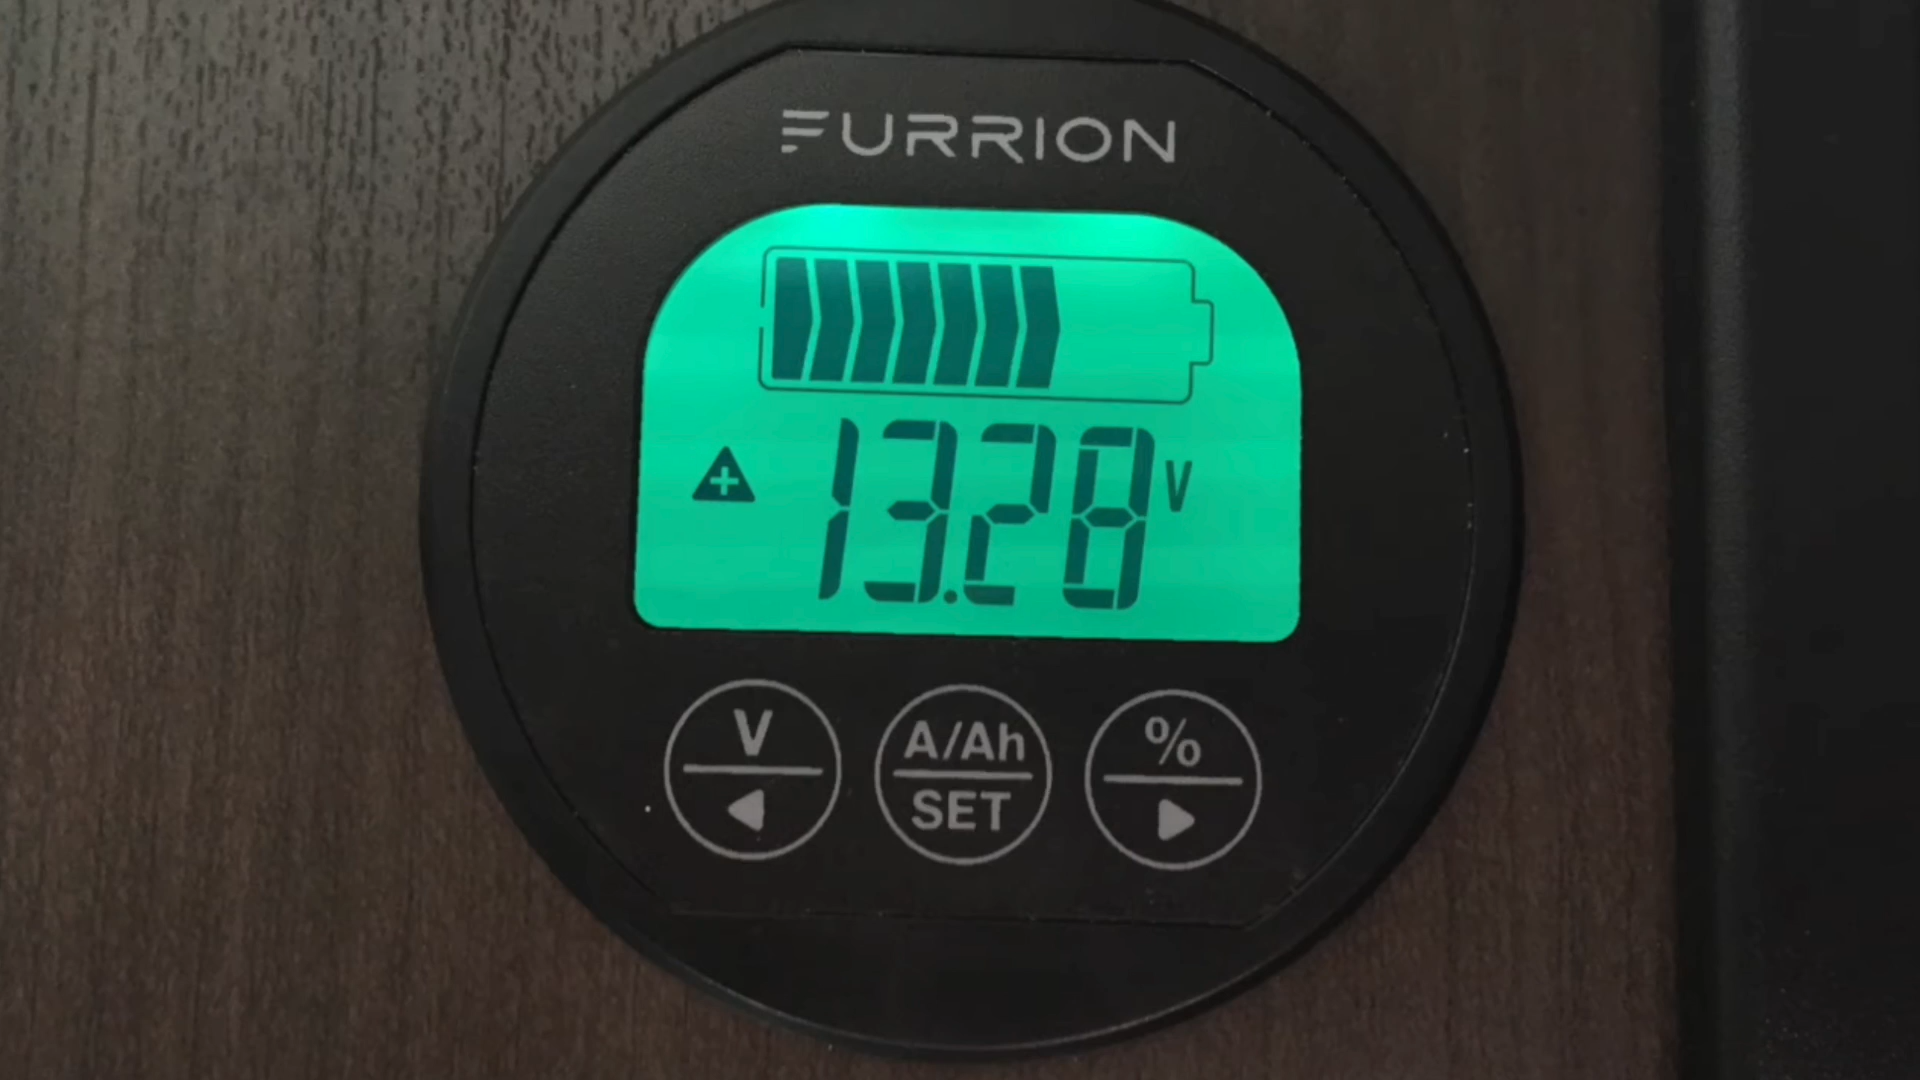 FURRION
13.28 V
V
A/Ah
SET
%